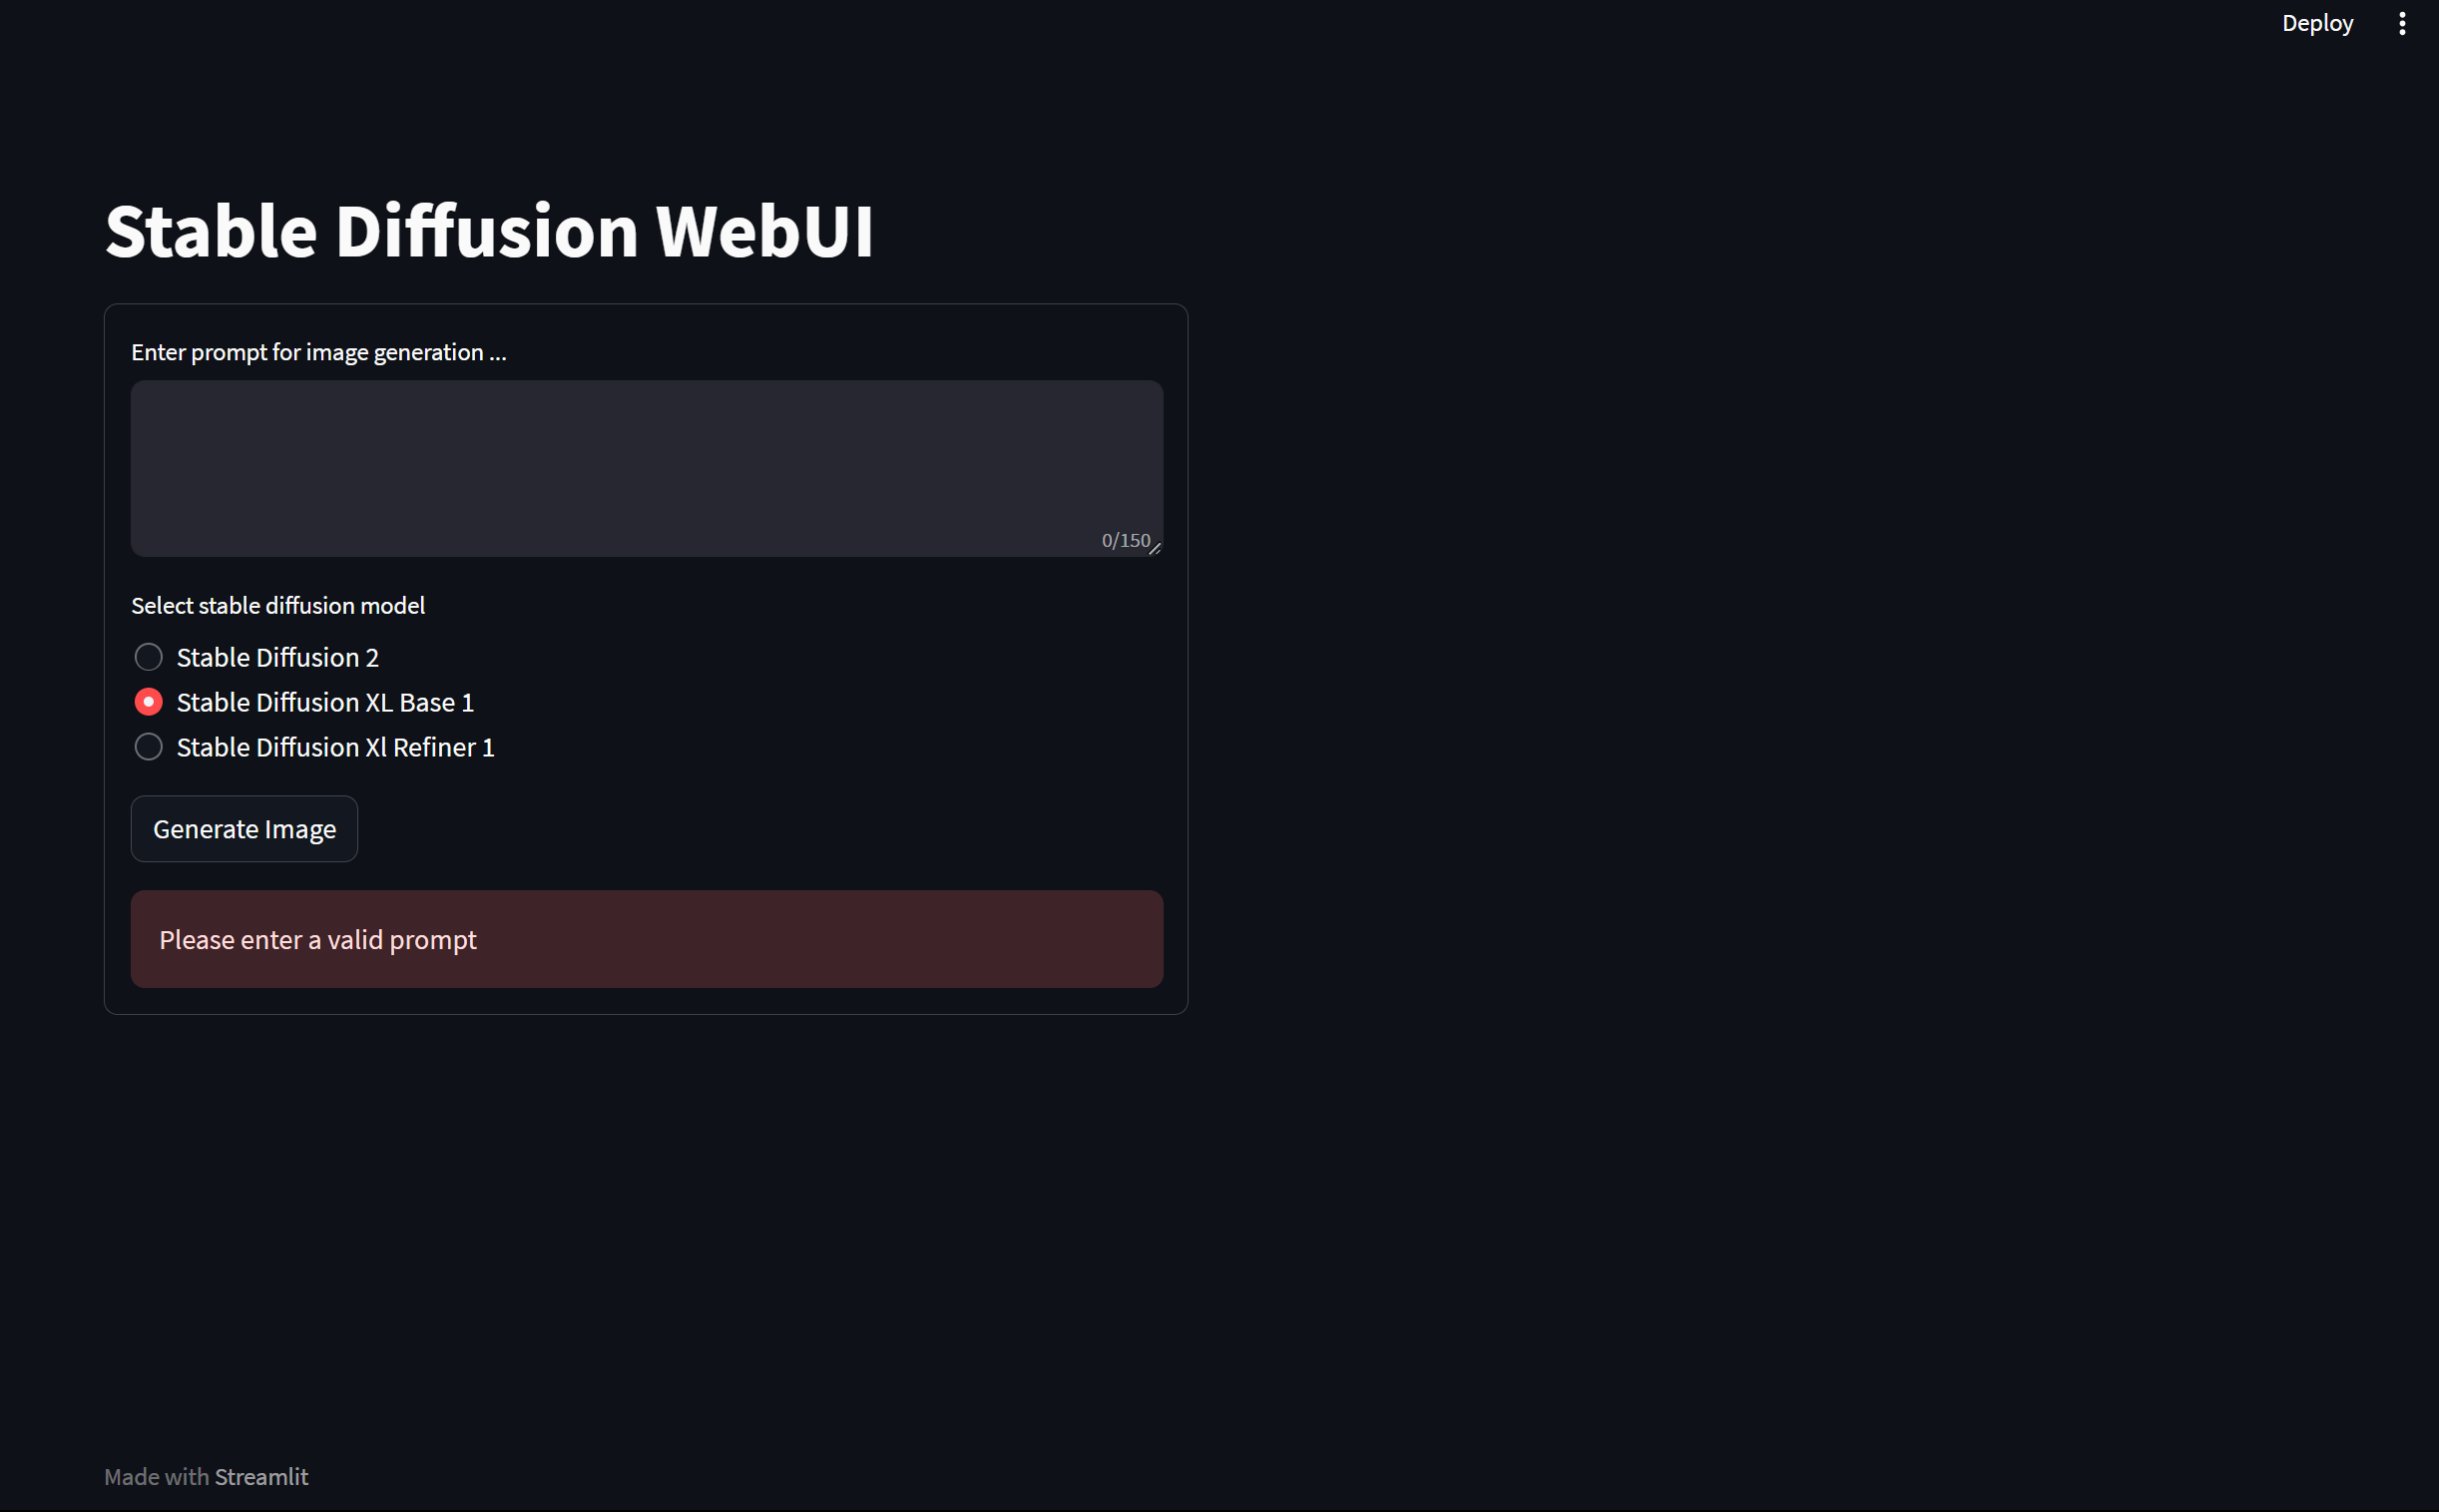 Deploy
Stable Diffusion WebUI
Enter prompt for image generation ...
0/150
Select stable diffusion model
Stable Diffusion 2
Stable Diffusion XL Base 1
Stable Diffusion Xl Refiner 1
Generate Image
Please enter a valid prompt
Made with Streamlit